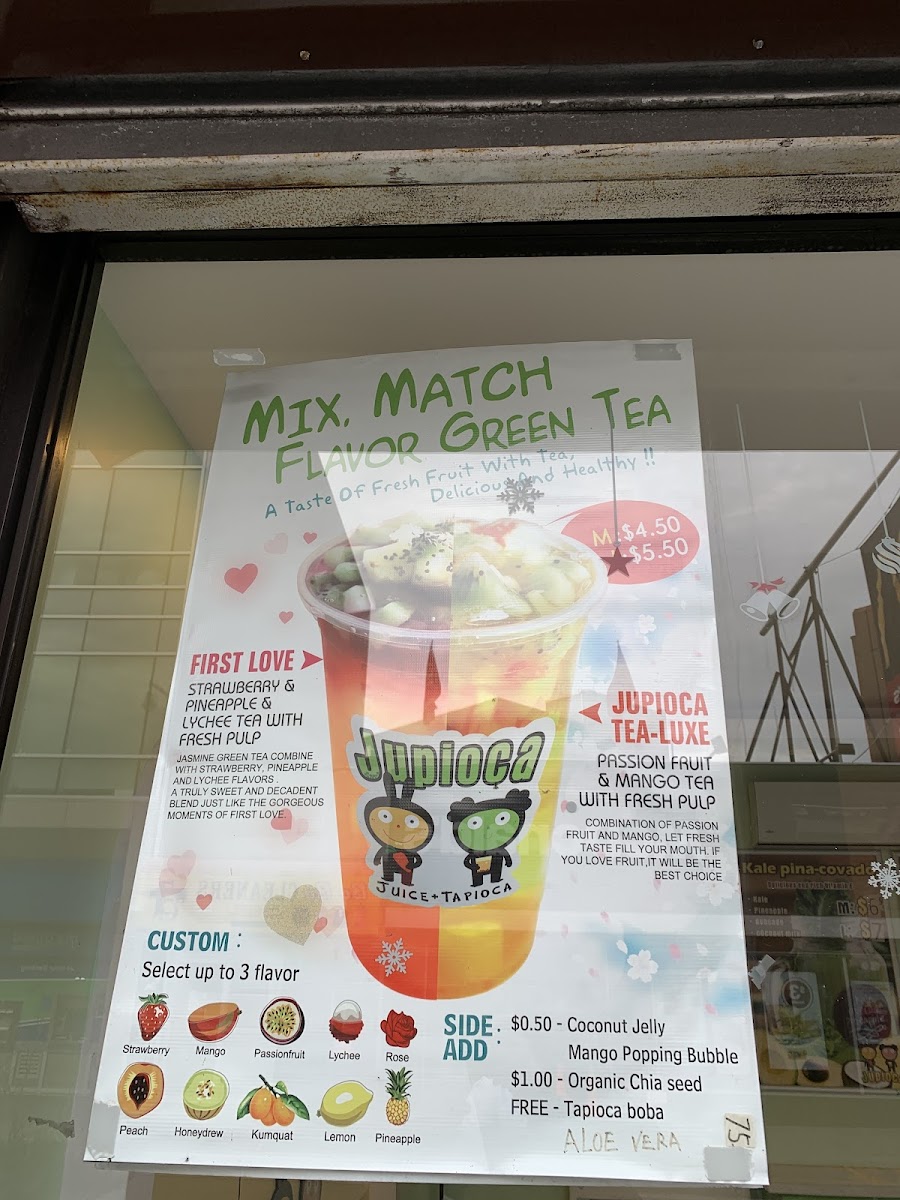 MIX, MATCH
FLAVOR GREEN TEA
A Taste Of Fresh Fruit With Tea,
Delicious And Healthy !!
M:$4.50
$5.50
FIRST LOVE
STRAWBERRY &
PINEAPPLE &
LYCHEE TEA WITH
FRESH PULP
JASMINE GREEN TEA COMBINE
WITH STRAWBERRY, PINEAPPLE
AND LYCHEE FLAVORS .
A TRULY SWEET AND DECADENT
BLEND JUST LIKE THE GORGEOUS
MOMENTS OF FIRST LOVE.
Jupioca
JUICE+TAPIOCA
JUPIOCA
TEA-LUXE
PASSION FRUIT
& MANGO TEA
WITH FRESH PULP
COMBINATION OF PASSION
FRUIT AND MANGO, LET FRESH
TASTE FILL YOUR MOUTH. IF
YOU LOVE FRUIT,IT WILL BE THE
BEST CHOICE
Kale pina-covado
- Kale
- Pineapple
M: $
CUSTOM :
Select up to 3 flavor
Strawberry Mango Passionfruit Lychee Rose
Peach Honeydrew Kumquat Lemon Pineapple
SIDE :
ADD
$0.50 - Coconut Jelly
Mango Popping Bubble
$1.00 - Organic Chia seed
FREE - Tapioca boba
ALOE VERA
75